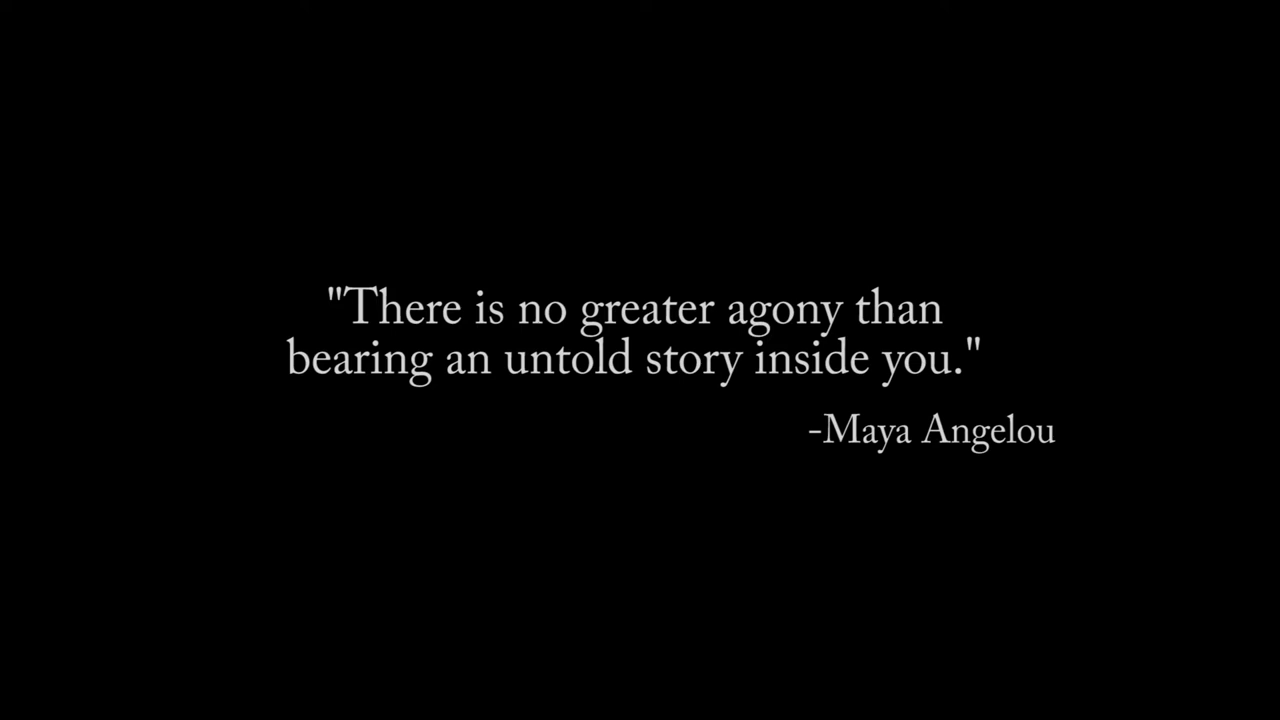 "There is no greater agony than
bearing an untold story inside you."
-Maya Angelou